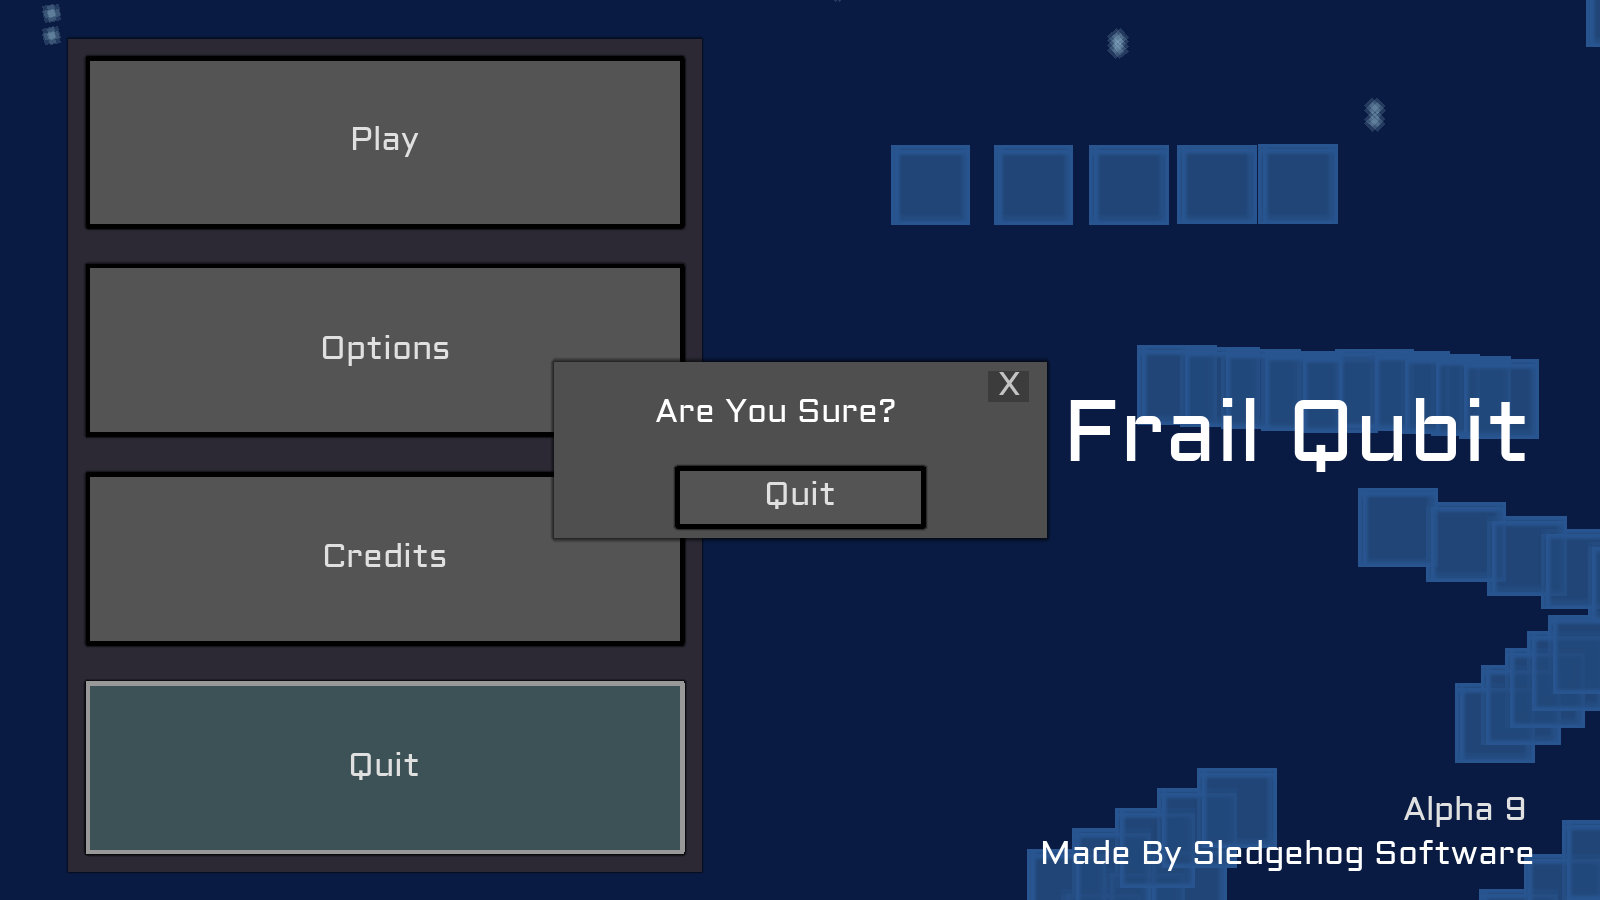 Play
Options
Credits
Quit
X
Are You Sure?
Quit
Frail Qubit
Alpha 9
Made By Sledgehog Software